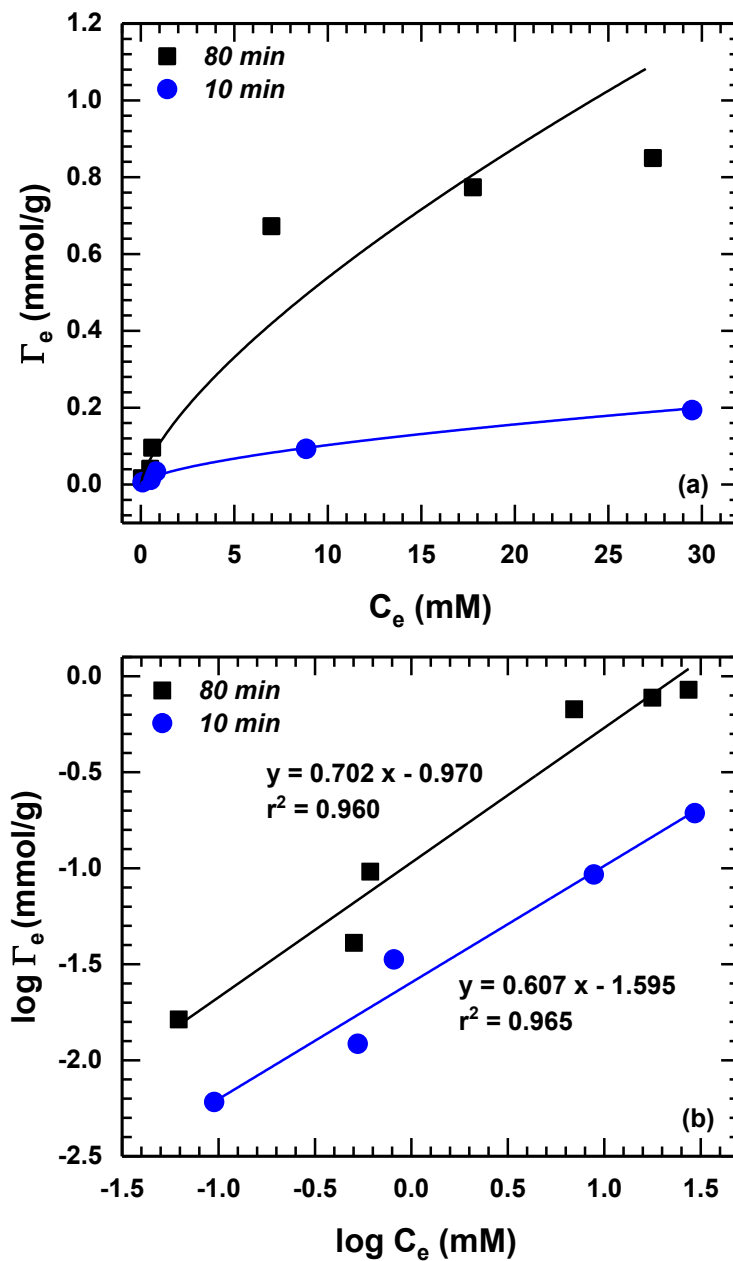 1.2
1.0
0.8
0.6
0.4
0.2
0.0
Γₑ (mmol/g)
80 min
10 min
(a)
0 5 10 15 20 25 30
Cₑ (mM)
0.0
-0.5
-1.0
-1.5
-2.0
-2.5
log Γₑ (mmol/g)
80 min
10 min
y = 0.702 x - 0.970
r² = 0.960
y = 0.607 x - 1.595
r² = 0.965
(b)
-1.5 -1.0 -0.5 0.0 0.5 1.0 1.5
log Cₑ (mM)